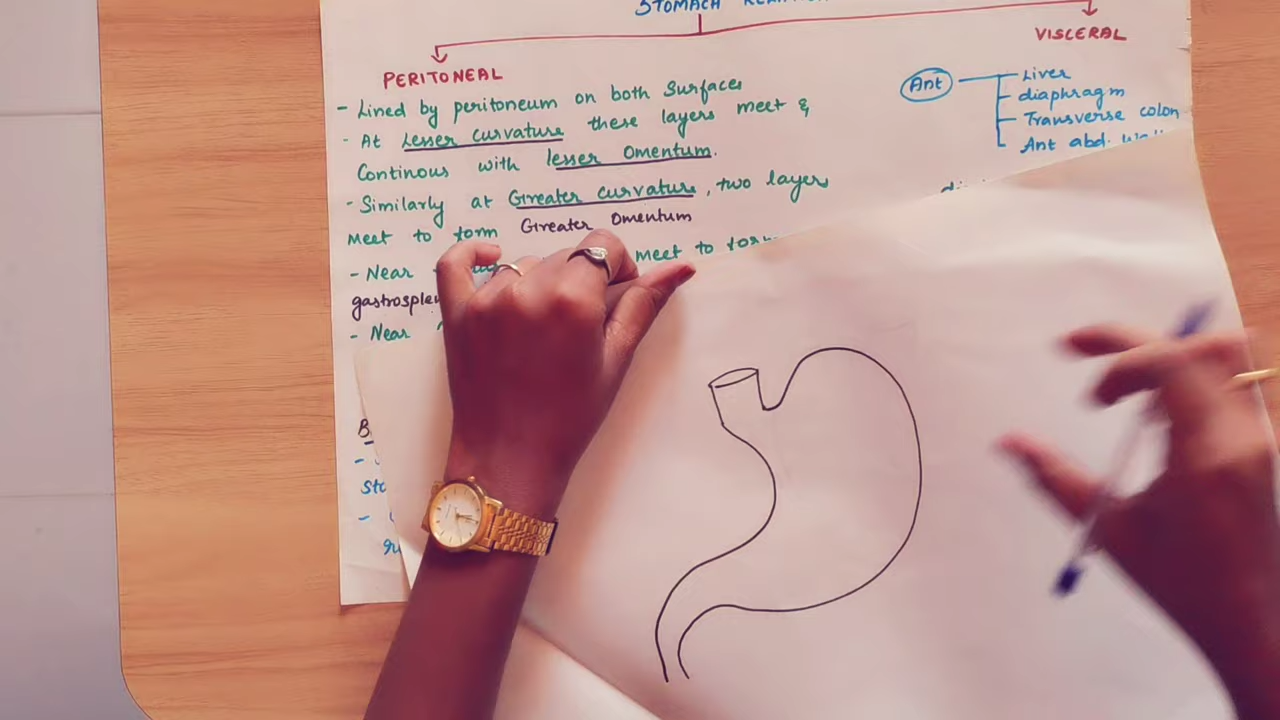 STOMACH
PERITONEAL
- Lined by peritoneum on both surfaces
- At Lesser curvature these layers meet &
Continous with lesser Omentum.
- Similarly at Greater curvature, two layers
Meet to form Greater Omentum
- Near meet to form
- Near
VISCERAL
Ant
Liver
diaphragm
Transverse colon
Ant abd.